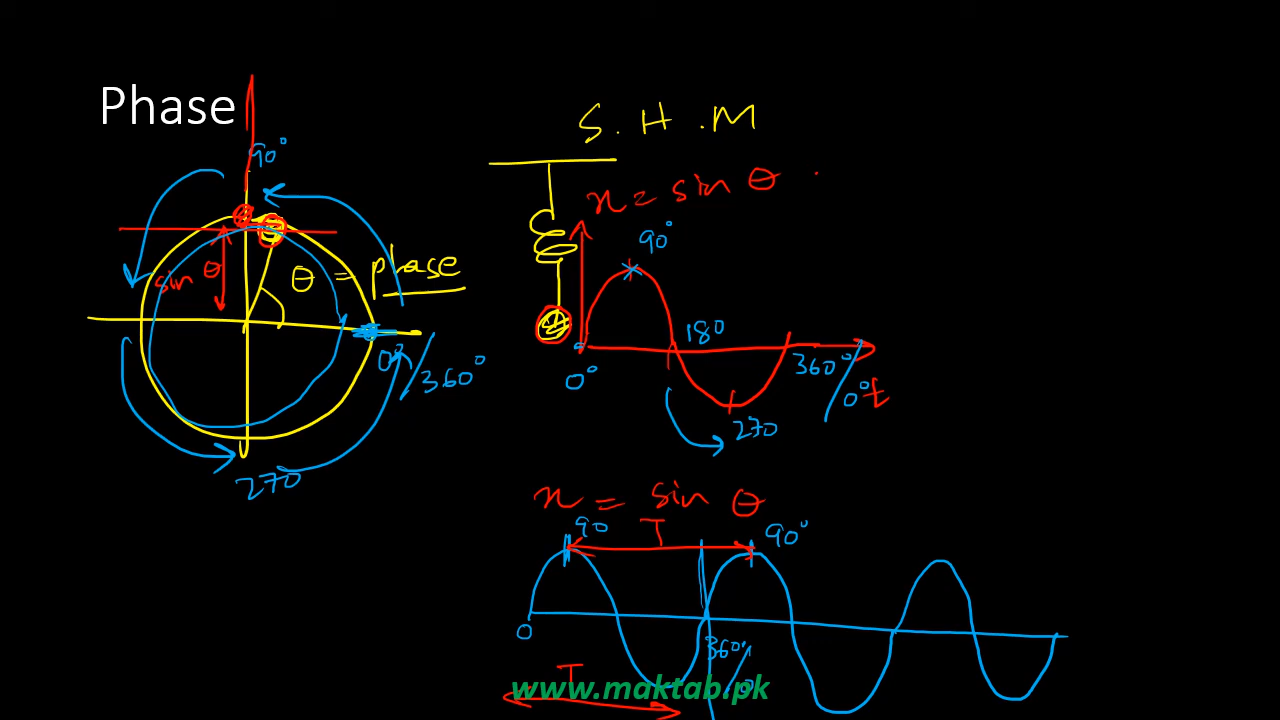 Phase
S.H.M
90°
x = sin θ
90°
sin θ
θ = phase
180
0°/360°
0°
360°/0°
t
270
270
x = sin θ
90
T
90°
0
360°/0
T
www.maktab.pk